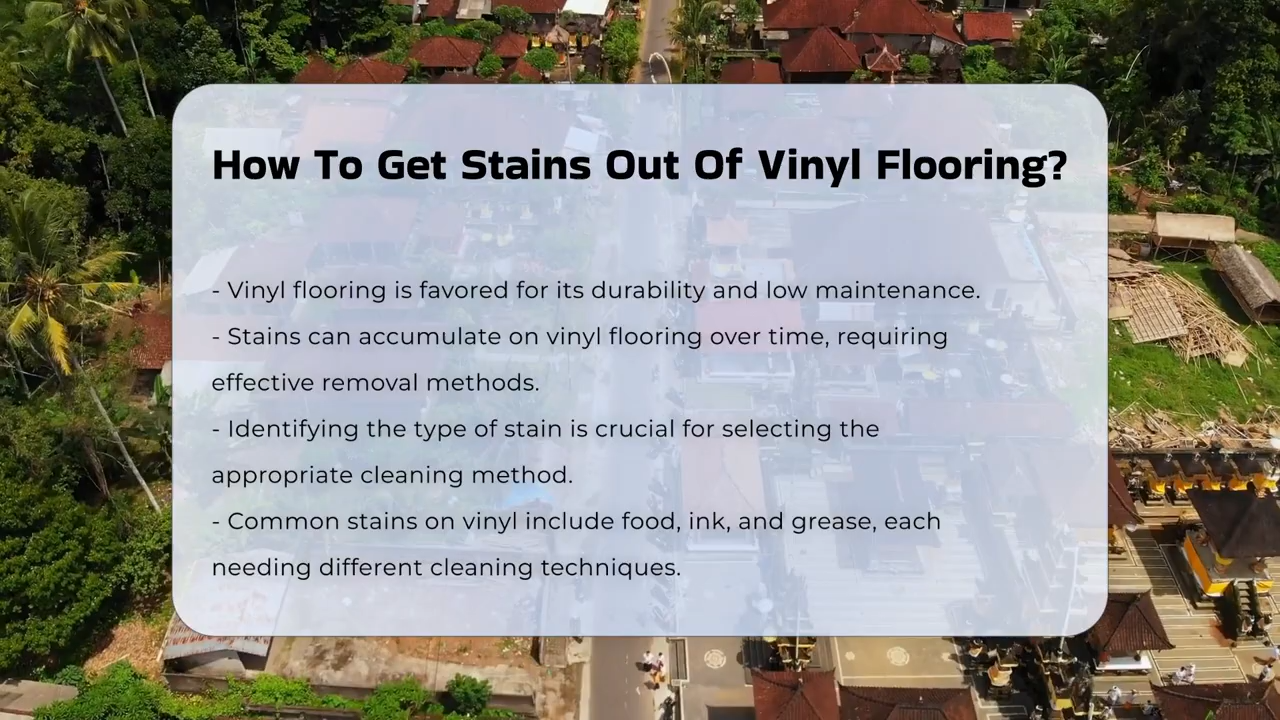 How To Get Stains Out Of Vinyl Flooring?
- Vinyl flooring is favored for its durability and low maintenance.
- Stains can accumulate on vinyl flooring over time, requiring
effective removal methods.
- Identifying the type of stain is crucial for selecting the
appropriate cleaning method.
- Common stains on vinyl include food, ink, and grease, each
needing different cleaning techniques.